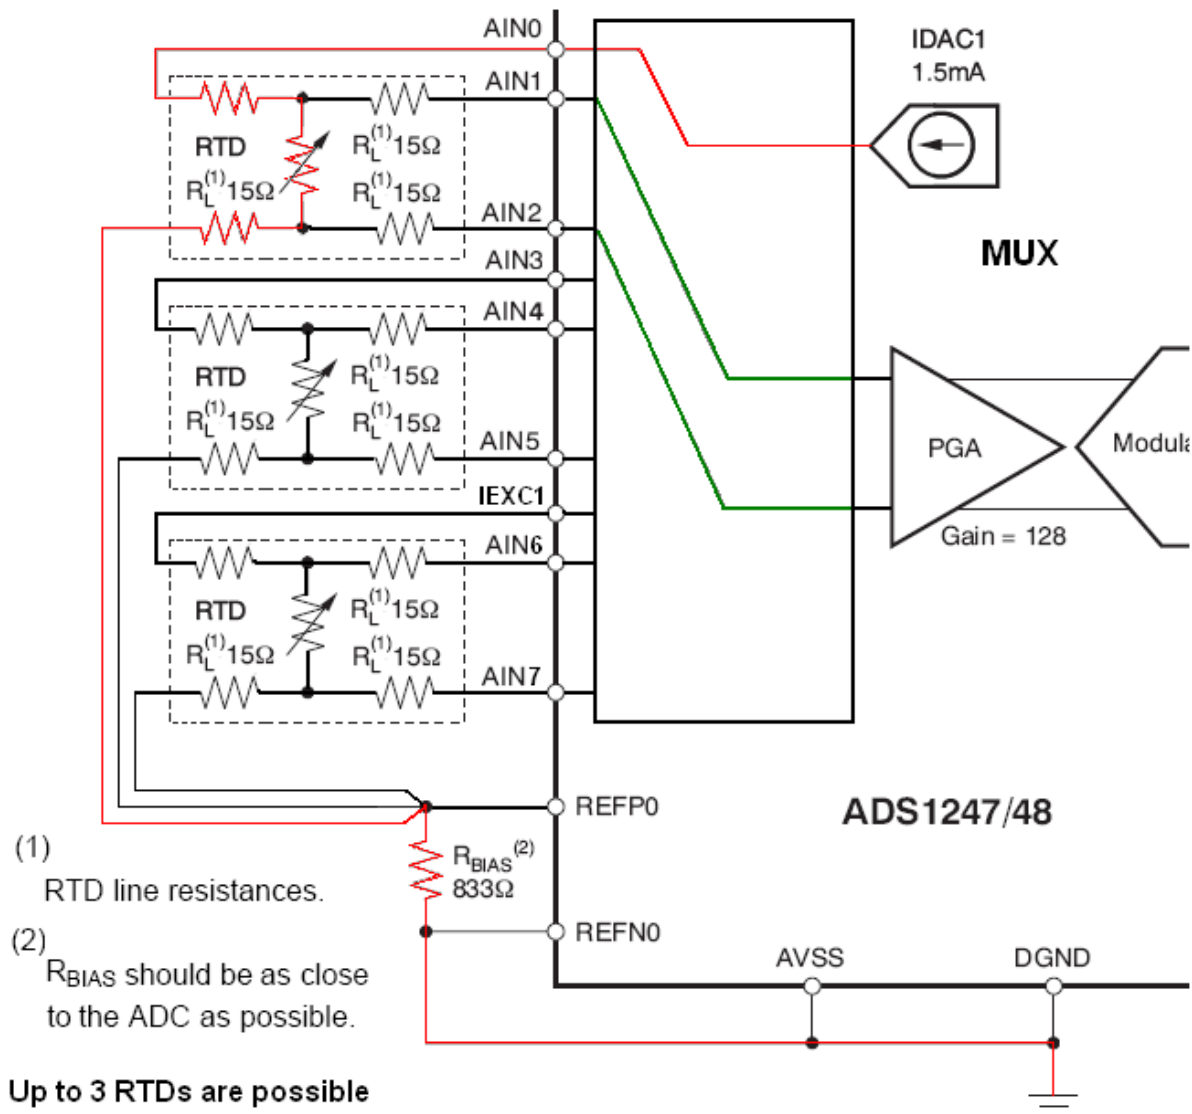 AIN0
IDAC1
1.5mA
AIN1
RTD
R_L^(1) 15Ω
R_L^(1) 15Ω
R_L^(1) 15Ω
AIN2
MUX
AIN3
AIN4
RTD
R_L^(1) 15Ω
R_L^(1) 15Ω
R_L^(1) 15Ω
AIN5
PGA
Modula
IEXC1
Gain = 128
AIN6
RTD
R_L^(1) 15Ω
R_L^(1) 15Ω
R_L^(1) 15Ω
AIN7
REFP0
ADS1247/48
R_BIAS^(2)
833Ω
(1)
RTD line resistances.
REFN0
(2)
R_BIAS should be as close
to the ADC as possible.
AVSS
DGND
Up to 3 RTDs are possible